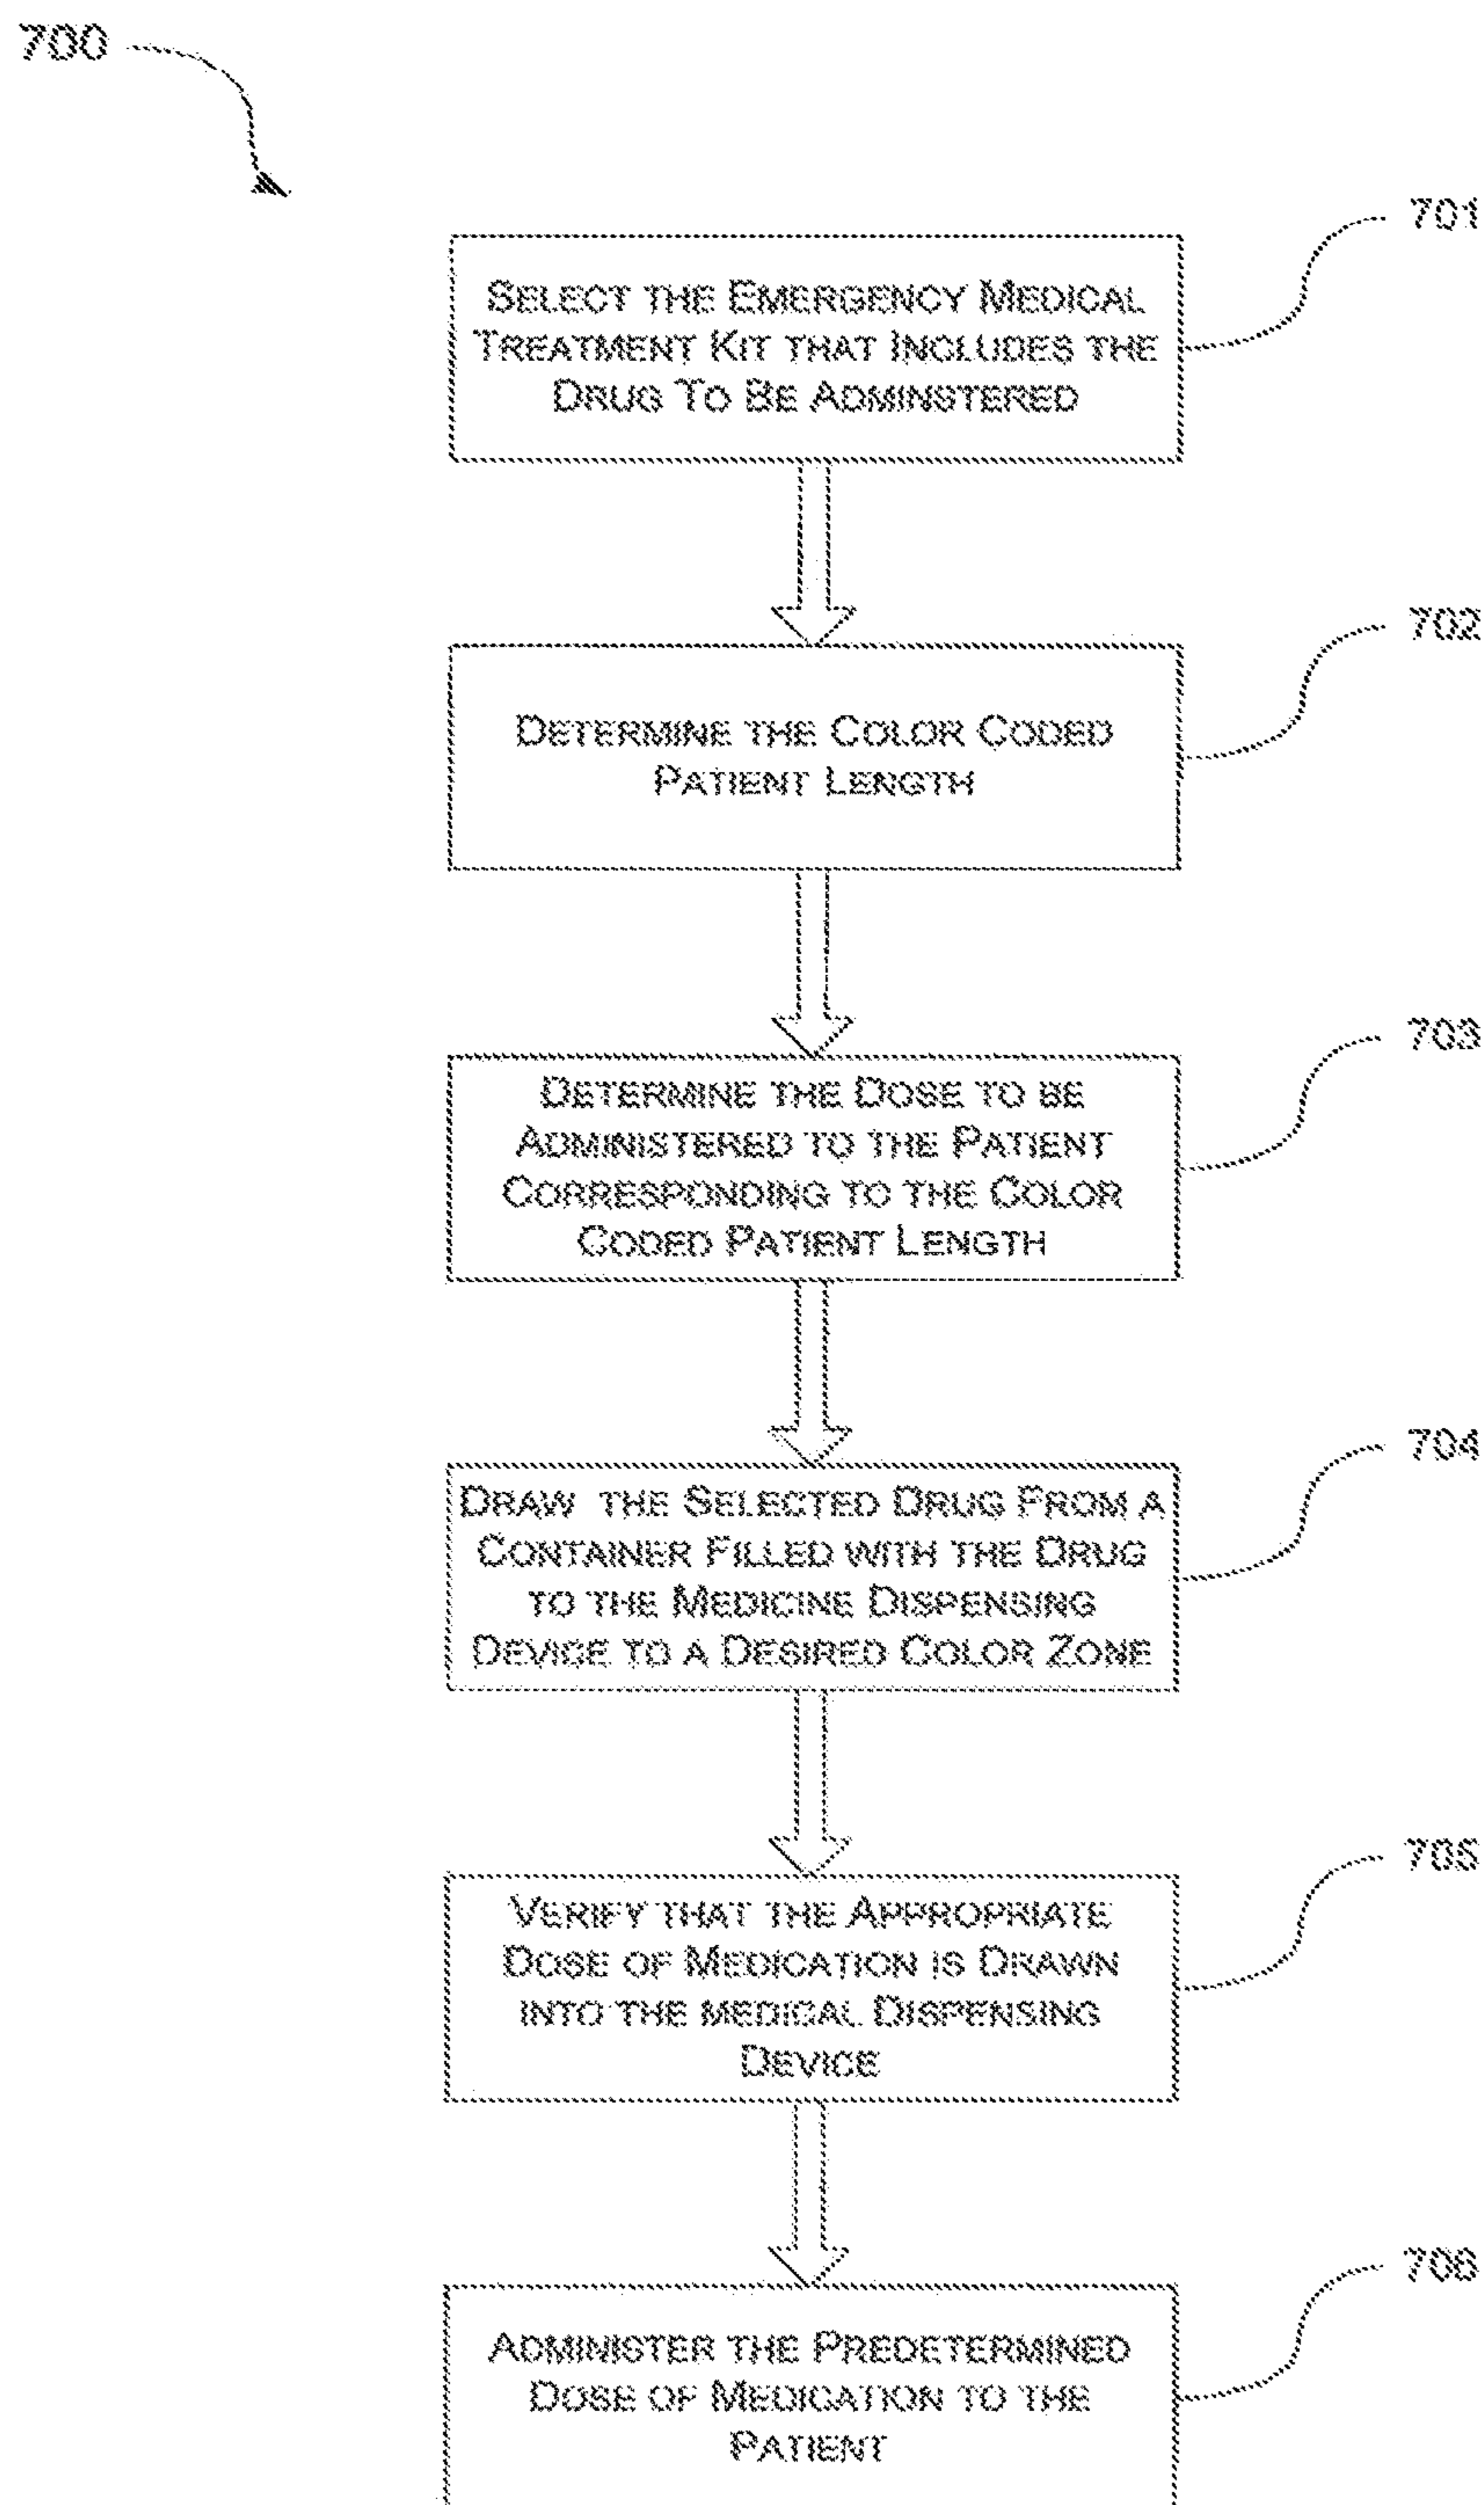 700
701
SELECT THE EMERGENCY MEDICAL
TREATMENT KIT THAT INCLUDES THE
DRUG TO BE ADMINSTERED
702
DETERMINE THE COLOR CODED
PATIENT LENGTH
703
DETERMINE THE DOSE TO BE
ADMINISTERED TO THE PATIENT
CORRESPONDING TO THE COLOR
CODED PATIENT LENGTH
704
DRAW THE SELECTED DRUG FROM A
CONTAINER FILLED WITH THE DRUG
TO THE MEDICINE DISPENSING
DEVICE TO A DESIRED COLOR ZONE
705
VERIFY THAT THE APPROPRIATE
DOSE OF MEDICATION IS DRAWN
INTO THE MEDICAL DISPENSING
DEVICE
706
ADMINISTER THE PREDETERMINED
DOSE OF MEDICATION TO THE
PATIENT